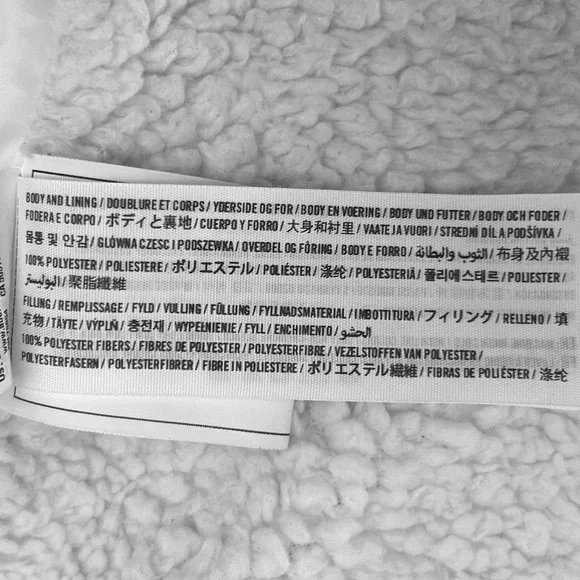 BODY AND LINING / DOUBLURE ET CORPS / YDERSIDE OG FOR / BODY EN VOERING / BODY UND FUTTER / BODY OCH FODER /
FODERA E CORPO / ボディと裏地 / CUERPO Y FORRO / 大身和衬里 / VAATE JA VUORI / STREDNÍ DÍL A PODŠÍVKA /
몸통 및 안감 / GLÓWNA CZESC I PODSZEWKA / OVERDEL OG FÔRING / BODY E FORRO / الثوب والبطانة / 布身及內襯
100% POLYESTER / POLIESTERE / ポリエステル / POLIÉSTER / 涤纶 / POLYESTERIÄ / 폴리에스테르 / POLIESTER /
البوليستر / 聚脂纖維
FILLING / REMPLISSAGE / FYLD / VULLING / FÜLLUNG / FYLLNADSMATERIAL / IMBOTTITURA / フィリング / RELLENO / 填
充物 / TÄYTE / VÝPLŇ / 충전재 / WYPEŁNIENIE / FYLL / ENCHIMENTO / الحشو
100% POLYESTER FIBERS / FIBRES DE POLYESTER / POLYESTERFIBRE / VEZELSTOFFEN VAN POLYESTER /
POLYESTERFASERN / POLYESTERFIBRER / FIBRE IN POLIESTERE / ポリエステル繊維 / FIBRAS DE POLIÉSTER / 涤纶